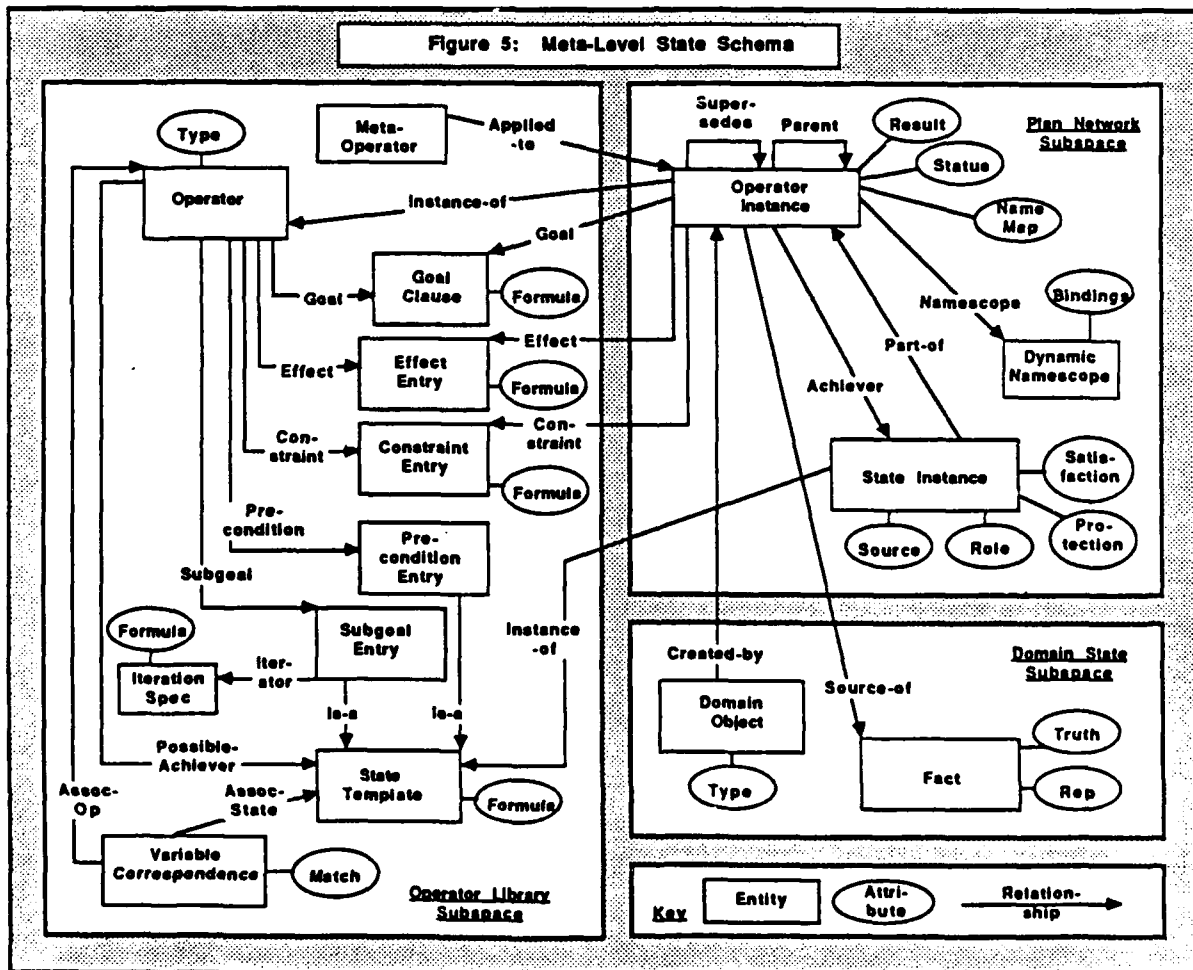 Figure 5: Meta-Level State Schema
Type
Meta-
Operator
Applied
-to
Operator
Instance-of
Goal
Goal
Goal
Clause
Formula
Effect
Effect
Effect
Entry
Formula
Con-
straint
Con-
straint
Constraint
Entry
Formula
Pre-
condition
Pre-
condition
Entry
Subgoal
Subgoal
Entry
Formula
Iteration
Spec
Iter-
ator
Is-a
Is-a
Instance
-of
Possible-
Achiever
State
Template
Formula
Assoc-
Op
Assoc-
State
Variable
Correspondence
Match
Operator Library
Subspace
Super-
sedes
Parent
Result
Status
Name
Map
Plan Network
Subspace
Operator
Instance
Namescope
Bindings
Dynamic
Namescope
Part-of
Achiever
State Instance
Satis-
faction
Pro-
tection
Source
Role
Created-by
Domain
Object
Type
Source-of
Domain State
Subspace
Fact
Truth
Rep
Key
Entity
Attri-
bute
Relation-
ship